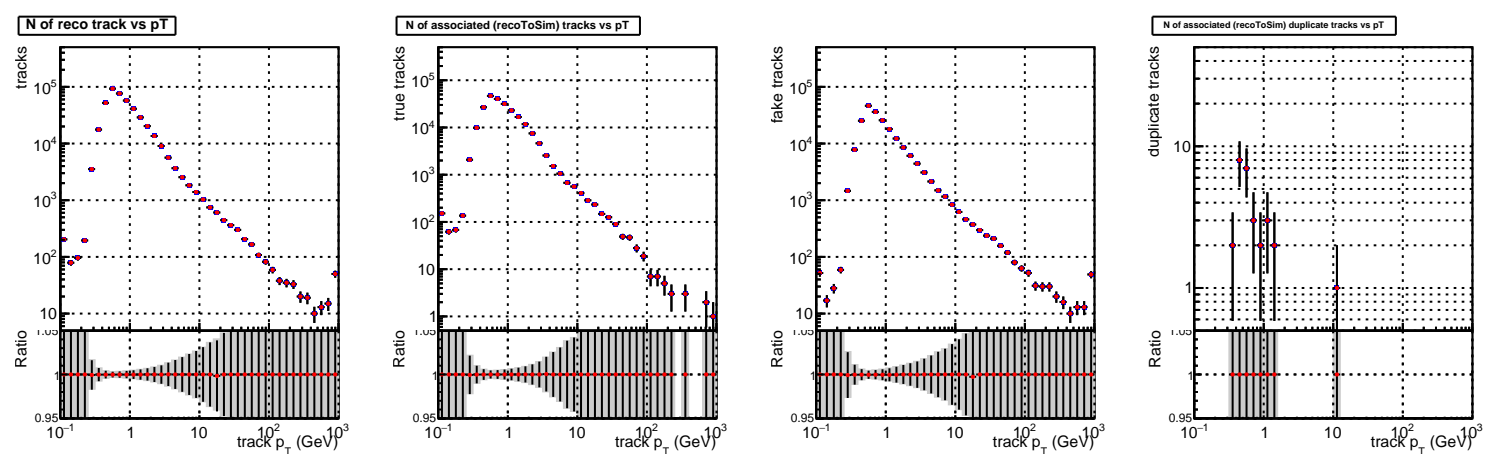 N of reco track vs pT
tracks
10^5
10^4
10^3
10^2
10
Ratio
1.05
1
0.95
10^-1 1 10 10^2 10^3
track p_T (GeV)
N of associated (recoToSim) tracks vs pT
true tracks
10^5
10^4
10^3
10^2
10
1
Ratio
1.05
1
0.95
10^-1 1 10 10^2 10^3
track p_T (GeV)
fake tracks
10^5
10^4
10^3
10^2
10
Ratio
1.05
1
0.95
10^-1 1 10 10^2 10^3
track p_T (GeV)
N of associated (recoToSim) duplicate tracks vs pT
duplicate tracks
10
1
Ratio
1.05
1
0.95
10^-1 1 10 10^2 10^3
track p_T (GeV)